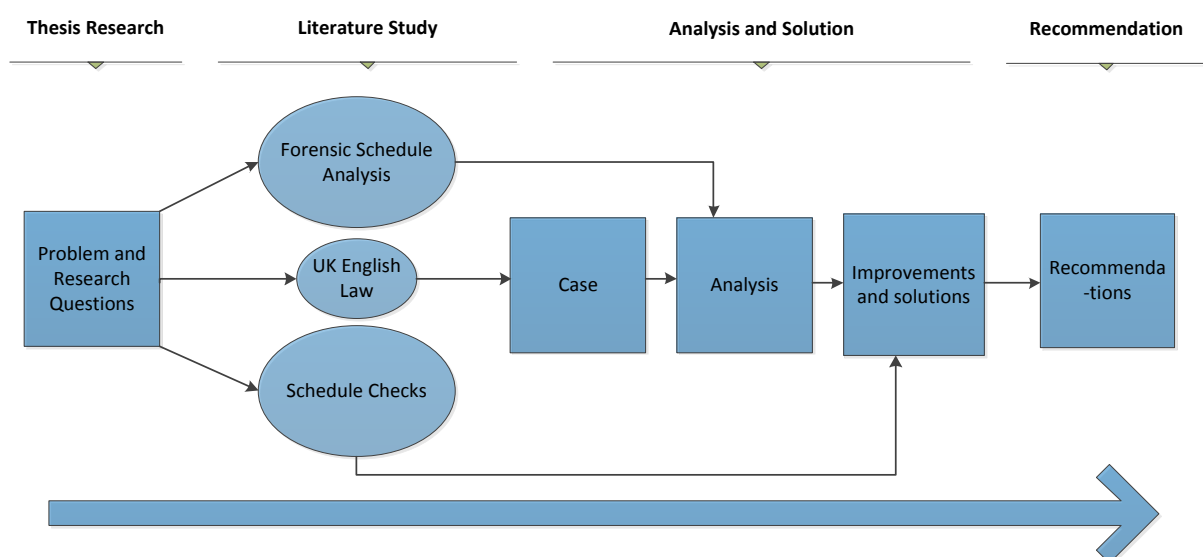 Thesis Research
Literature Study
Analysis and Solution
Recommendation
Forensic Schedule
Analysis
Problem and
Research
Questions
UK English
Law
Schedule Checks
Case
Analysis
Improvements
and solutions
Recommenda
-tions